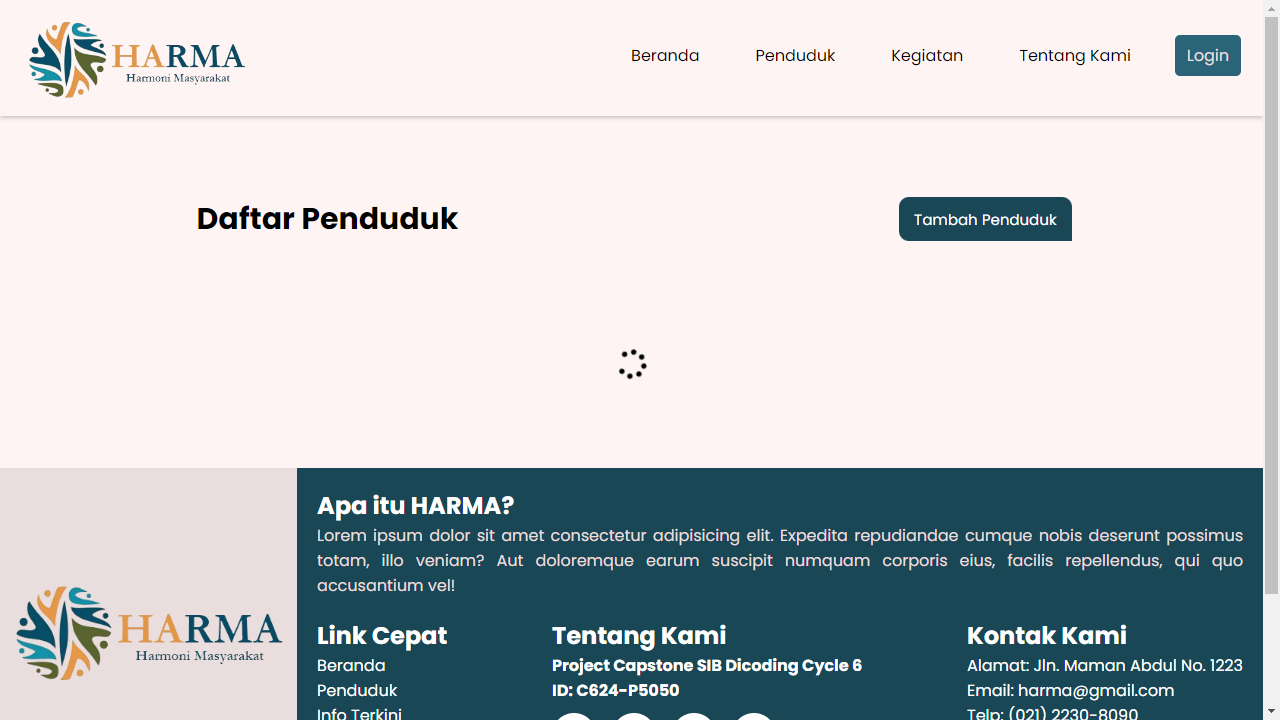 HARMA
Harmoni Masyarakat
Beranda
Penduduk
Kegiatan
Tentang Kami
Login
Daftar Penduduk
Tambah Penduduk
HARMA
Harmoni Masyarakat
Apa itu HARMA?
Lorem ipsum dolor sit amet consectetur adipisicing elit. Expedita repudiandae cumque nobis deserunt possimus
totam, illo veniam? Aut doloremque earum suscipit numquam corporis eius, facilis repellendus, qui quo
accusantium vel!
Link Cepat
Beranda
Penduduk
Info Terkini
Tentang Kami
Project Capstone SIB Dicoding Cycle 6
ID: C624-P5050
Kontak Kami
Alamat: Jln. Maman Abdul No. 1223
Email: harma@gmail.com
Telp: (021) 2230-8090